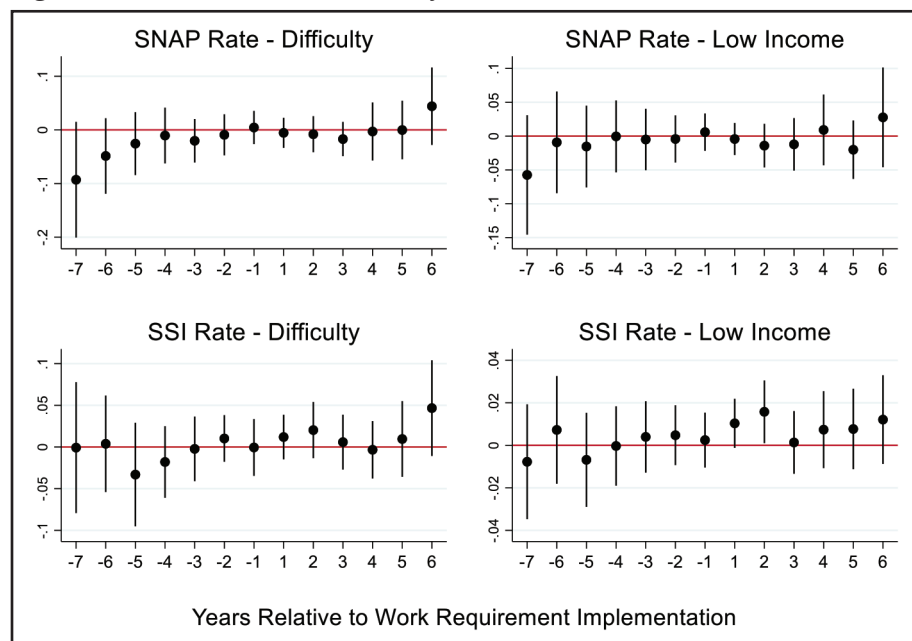 SNAP Rate - Difficulty
.1
0
-.1
-.2
-7 -6 -5 -4 -3 -2 -1 1 2 3 4 5 6
SNAP Rate - Low Income
.1
.05
0
-.05
-.1
-.15
-7 -6 -5 -4 -3 -2 -1 1 2 3 4 5 6
SSI Rate - Difficulty
.1
.05
0
-.05
-.1
-7 -6 -5 -4 -3 -2 -1 1 2 3 4 5 6
SSI Rate - Low Income
.04
.02
0
-.02
-.04
-7 -6 -5 -4 -3 -2 -1 1 2 3 4 5 6
Years Relative to Work Requirement Implementation